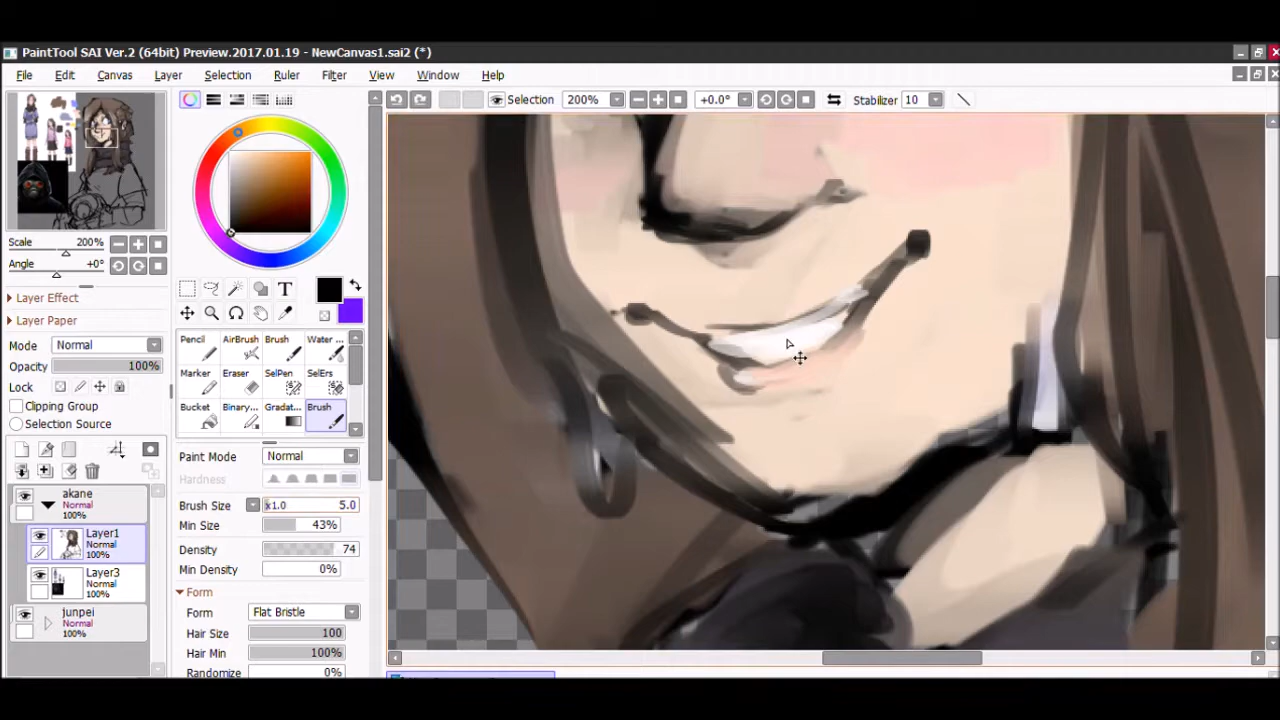 PaintTool SAI Ver.2 (64bit) Preview.2017.01.19 - NewCanvas1.sai2 (*)
File Edit Canvas Layer Selection Ruler Filter View Window Help
Selection 200% +0.0° Stabilizer 10
Scale 200%
Angle +0°
Layer Effect
Layer Paper
Mode Normal
Opacity 100%
Lock
Clipping Group
Selection Source
akane
Normal
100%
Layer1
Normal
100%
Layer3
Normal
100%
junpei
Normal
100%
T
Pencil AirBrush Brush Water ...
Marker Eraser SelPen SelErs
Bucket Binary... Gradat... Brush
Paint Mode Normal
Hardness
Brush Size x1.0 5.0
Min Size 43%
Density 74
Min Density 0%
Form
Form Flat Bristle
Hair Size 100
Hair Min 100%
Randomize 0%